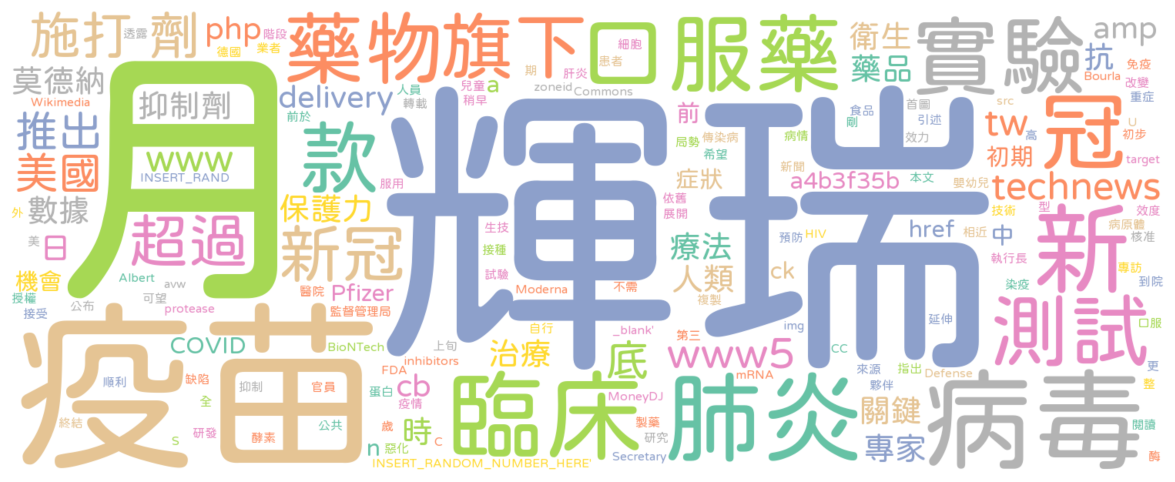 施打 透露 劑 php 階段 德國 業者
藥物 旗下 口服藥 細胞 患者 衛生 藥品 實驗 amp 抗 免疫 Bourla 改變 重症
莫德納 Wikimedia 抑制劑 delivery 人員 轉載 前於 兒童 稍早 a 期 肝炎 zoneid Commons 前 食品 首圖 引述 剛 效力 src U 高 初步
推出 月 www INSERT_RAND 款 輝瑞 局勢 傳染病 希望 病情 新聞 本文 tw 冠 初期 target
美國 數據 超過 保護力 服用 依舊 展開 症狀 a4b3f35b 嬰幼兒 technews 技術 型 效度
外 美 日 機會 Albert avw 授權 可望 接受 公布 protease 新冠 醫院 Pfizer 監督管理局 生技 接種 試驗 Moderna 不需 療法 人類 複製 ck 預防 HIV href 相近 中 執行長 染疫 新 病原體 核准 專訪 到院
疫苗 COVID BioNTech 上旬 inhibitors FDA 自行 治療 _blank' 底 第三 www5 mRNA img CC 延伸 來源 夥伴 指出 Defense 測試 口服 更 整
順利 缺陷 抑制 官員 全 終結 S 研發 酵素 公共 蛋白 疫情 cb 歲 時 n 惡化 C INSERT_RANDOM_NUMBER_HERE'
臨床 MoneyDJ 製藥 研究 Secretary 肺炎 關鍵 專家 病毒 閱讀 酶